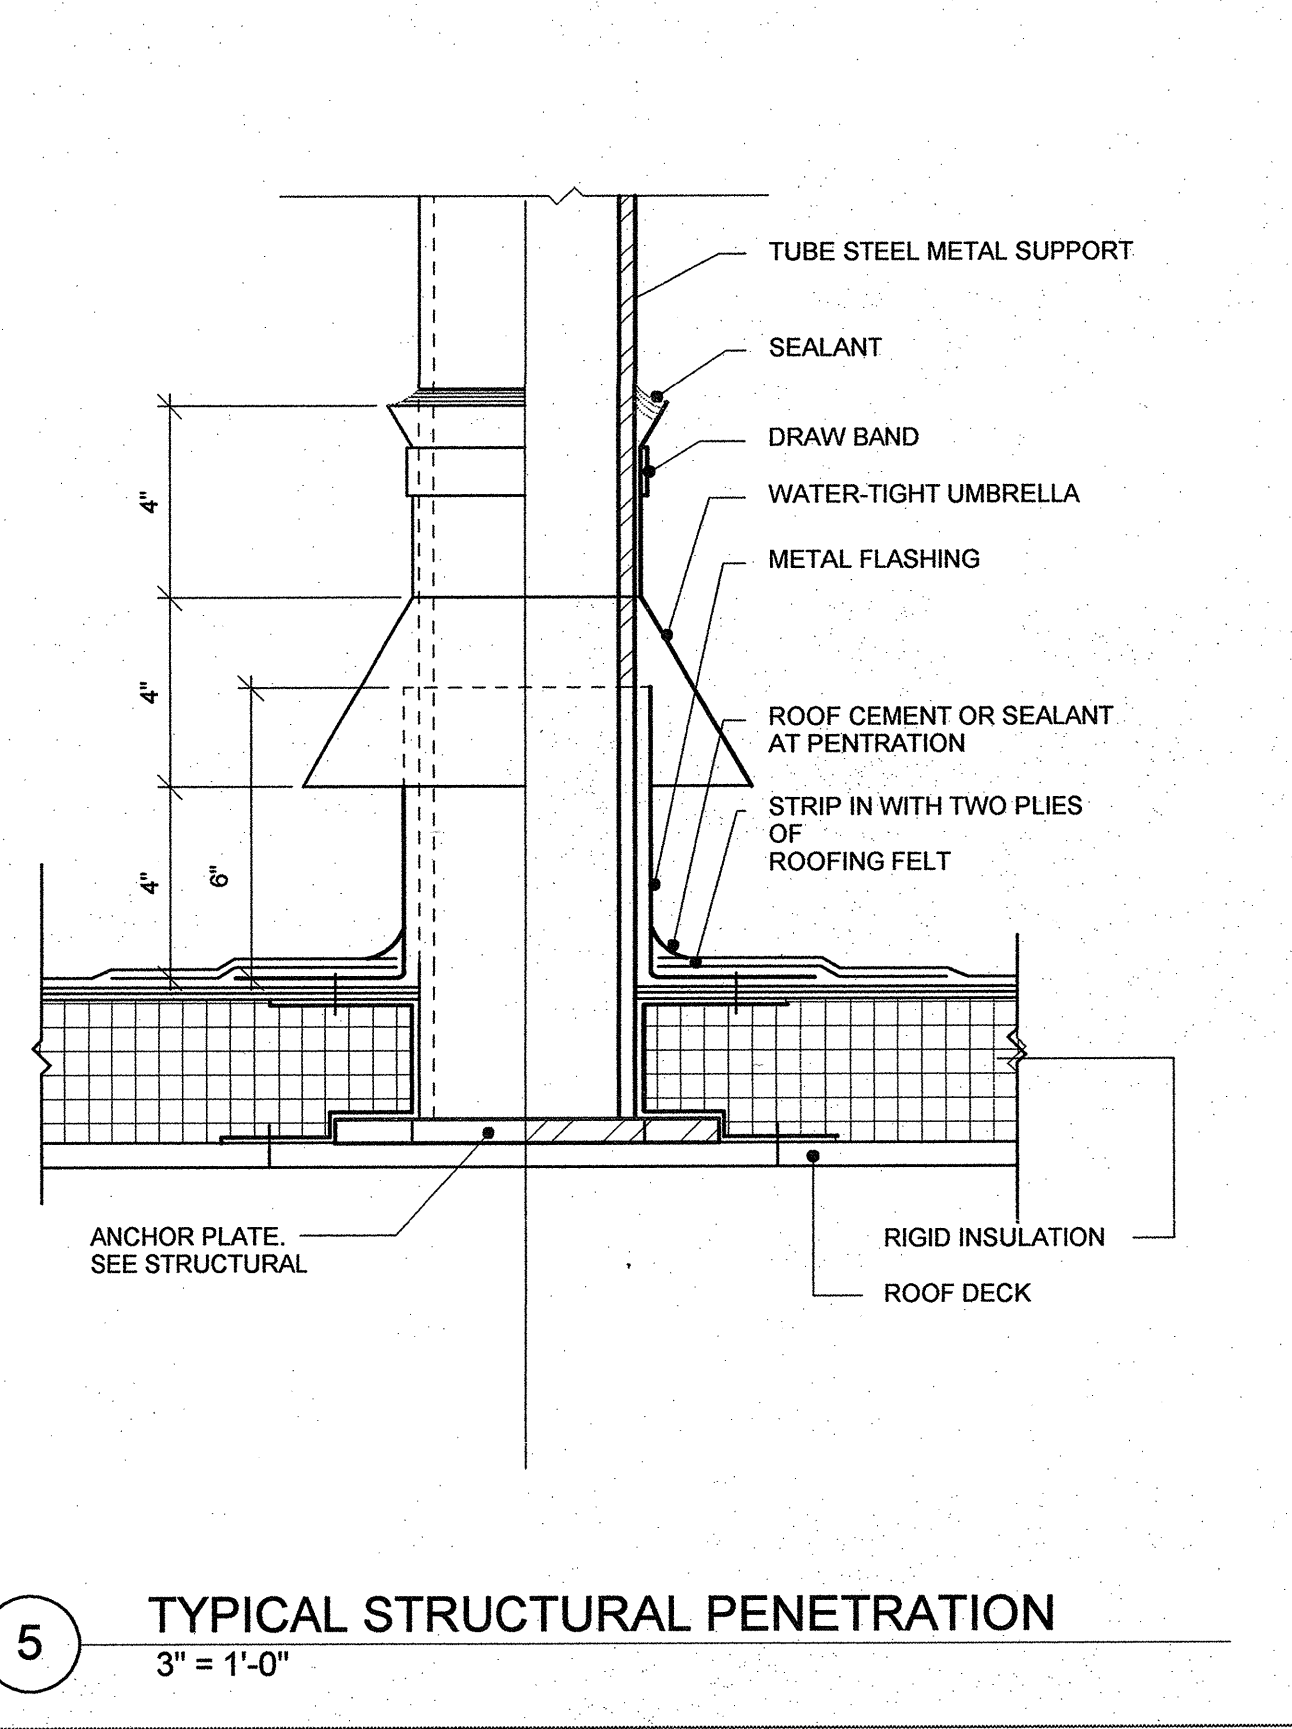 TUBE STEEL METAL SUPPORT
SEALANT
DRAW BAND
WATER-TIGHT UMBRELLA
METAL FLASHING
ROOF CEMENT OR SEALANT
AT PENTRATION
STRIP IN WITH TWO PLIES
OF
ROOFING FELT
4"
4"
4"
6"
ANCHOR PLATE.
SEE STRUCTURAL
RIGID INSULATION
ROOF DECK
5
TYPICAL STRUCTURAL PENETRATION
3" = 1'-0"